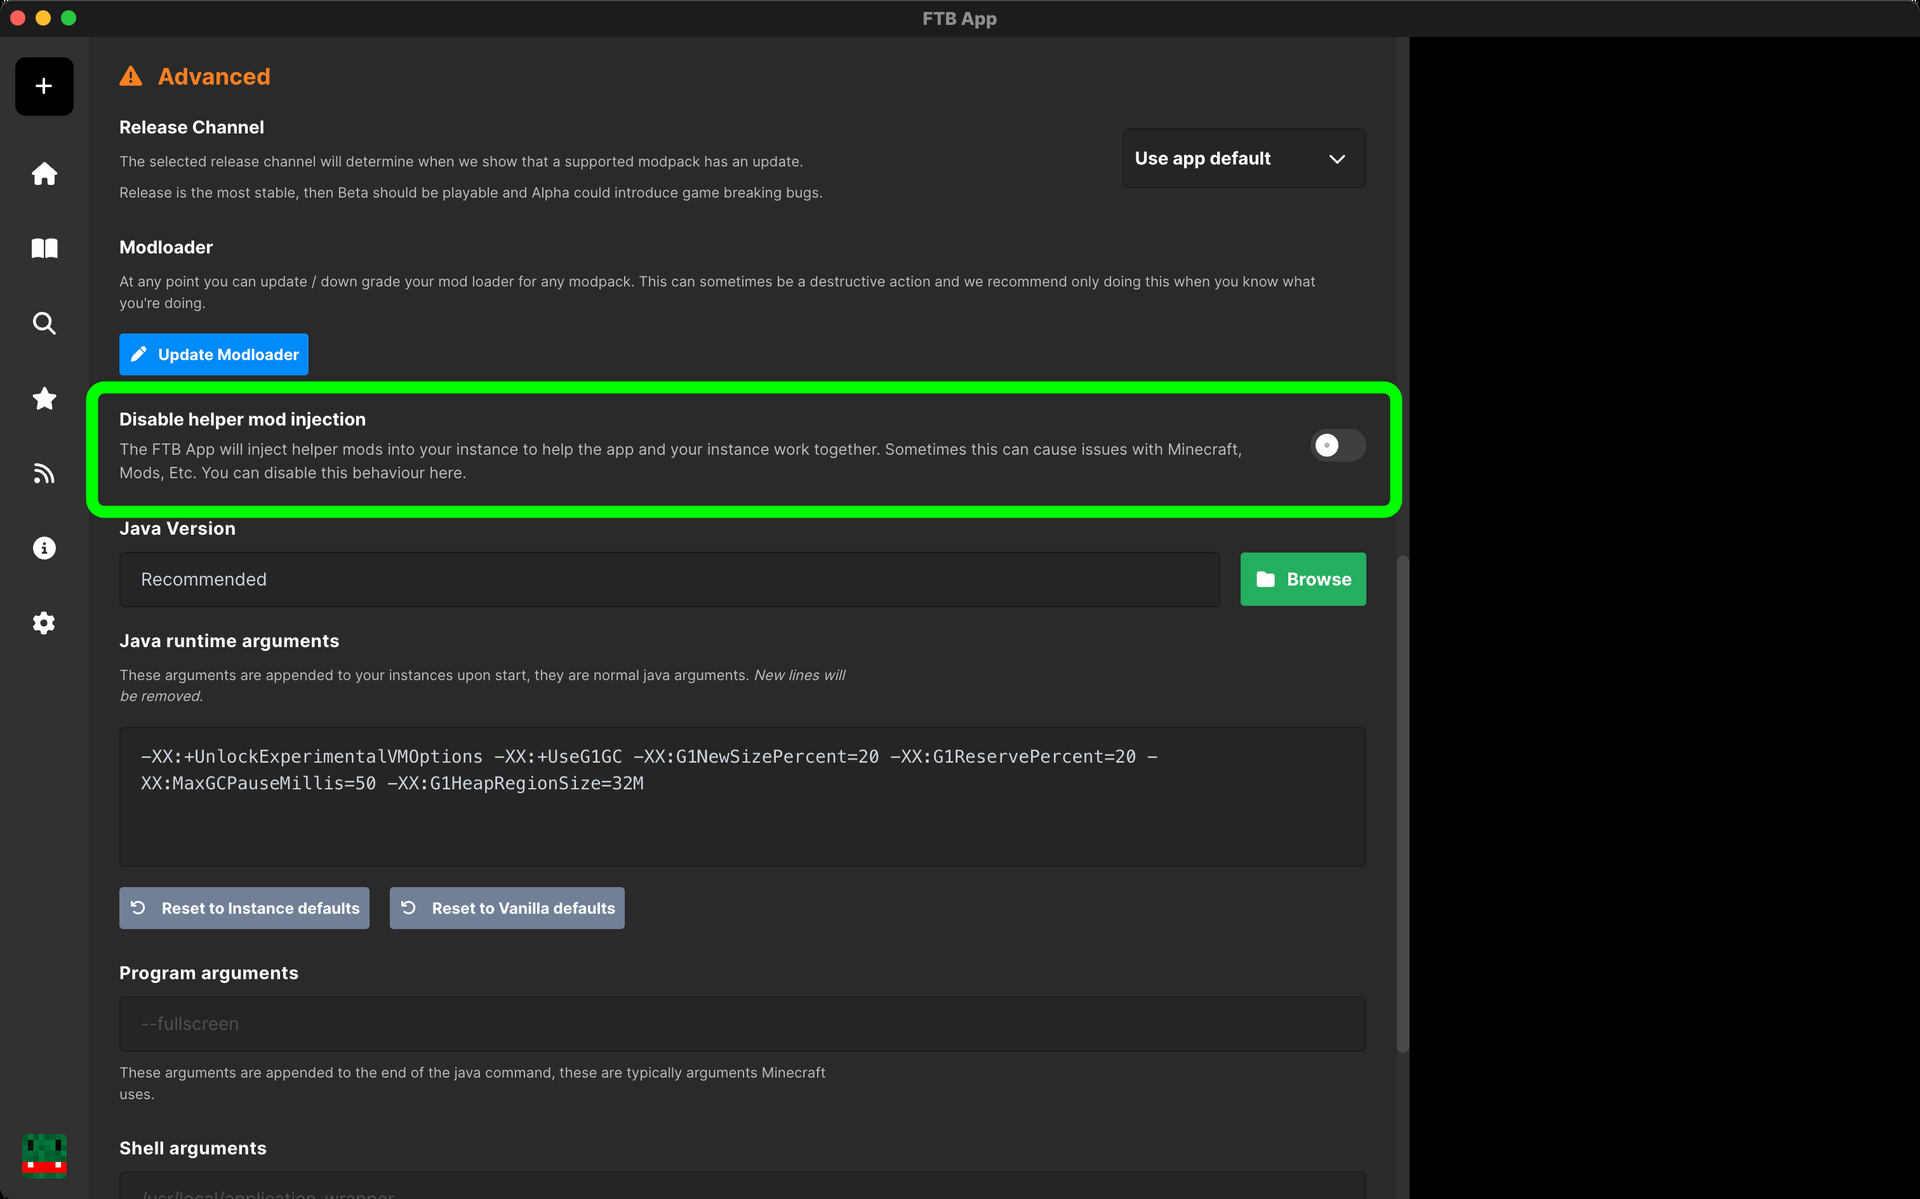 FTB App
Advanced
Release Channel
The selected release channel will determine when we show that a supported modpack has an update.
Release is the most stable, then Beta should be playable and Alpha could introduce game breaking bugs.
Use app default
Modloader
At any point you can update / down grade your mod loader for any modpack. This can sometimes be a destructive action and we recommend only doing this when you know what
you're doing.
Update Modloader
Disable helper mod injection
The FTB App will inject helper mods into your instance to help the app and your instance work together. Sometimes this can cause issues with Minecraft,
Mods, Etc. You can disable this behaviour here.
Java Version
Recommended
Browse
Java runtime arguments
These arguments are appended to your instances upon start, they are normal java arguments. New lines will
be removed.
-XX:+UnlockExperimentalVMOptions -XX:+UseG1GC -XX:G1NewSizePercent=20 -XX:G1ReservePercent=20 -
XX:MaxGCPauseMillis=50 -XX:G1HeapRegionSize=32M
Reset to Instance defaults
Reset to Vanilla defaults
Program arguments
--fullscreen
These arguments are appended to the end of the java command, these are typically arguments Minecraft
uses.
Shell arguments
/usr/local/application-wrapper